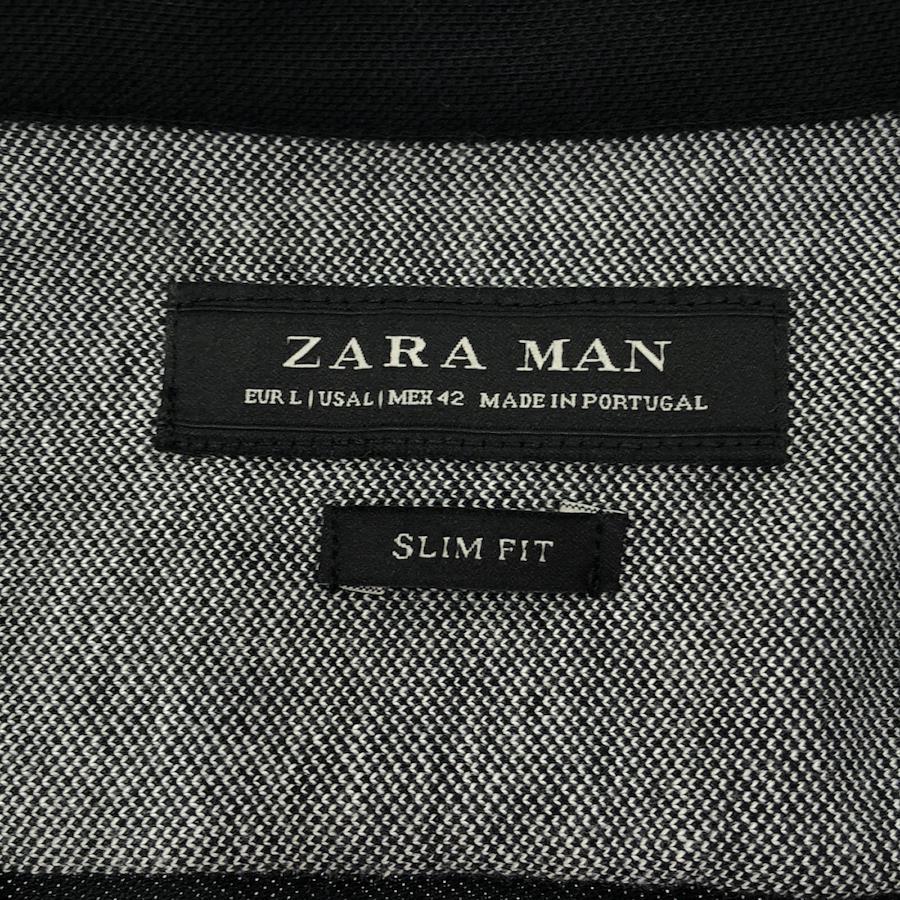 ZARA MAN
EUR L | USA L | MEX 42 MADE IN PORTUGAL
SLIM FIT